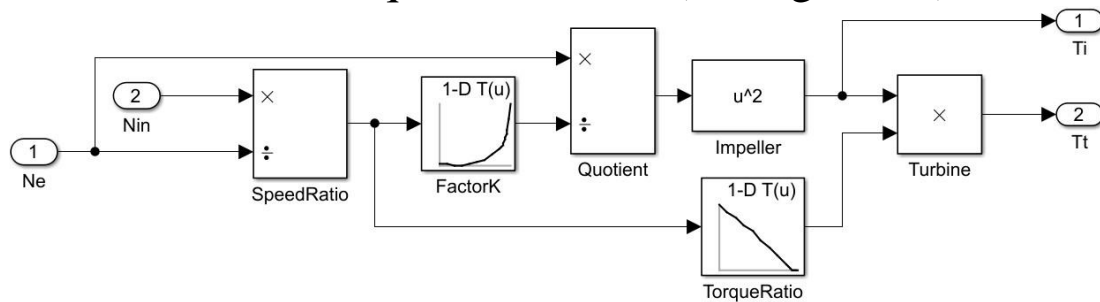 1
Ti
1-D T(u)
×
2
×
u^2
Nin
×
2
÷
÷
Tt
1
Impeller
Quotient
Turbine
Ne
SpeedRatio
FactorK
1-D T(u)
TorqueRatio